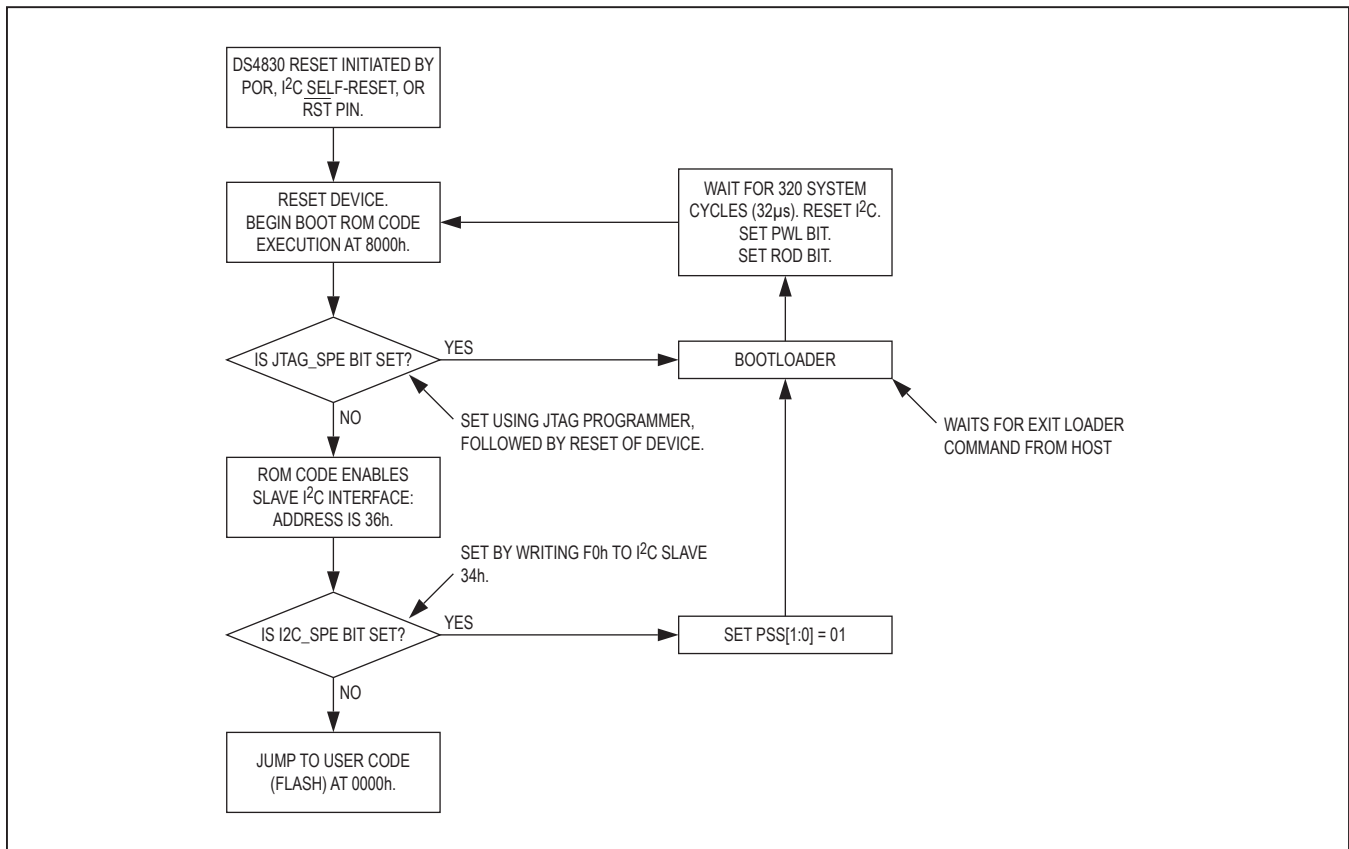 DS4830 RESET INITIATED BY
POR, I²C SELF-RESET, OR
RST PIN.
RESET DEVICE.
BEGIN BOOT ROM CODE
EXECUTION AT 8000h.
WAIT FOR 320 SYSTEM
CYCLES (32µs). RESET I²C.
SET PWL BIT.
SET ROD BIT.
IS JTAG_SPE BIT SET?
YES
NO
BOOTLOADER
SET USING JTAG PROGRAMMER,
FOLLOWED BY RESET OF DEVICE.
WAITS FOR EXIT LOADER
COMMAND FROM HOST
ROM CODE ENABLES
SLAVE I²C INTERFACE:
ADDRESS IS 36h.
SET BY WRITING F0h TO I²C SLAVE
34h.
IS I2C_SPE BIT SET?
YES
NO
SET PSS[1:0] = 01
JUMP TO USER CODE
(FLASH) AT 0000h.